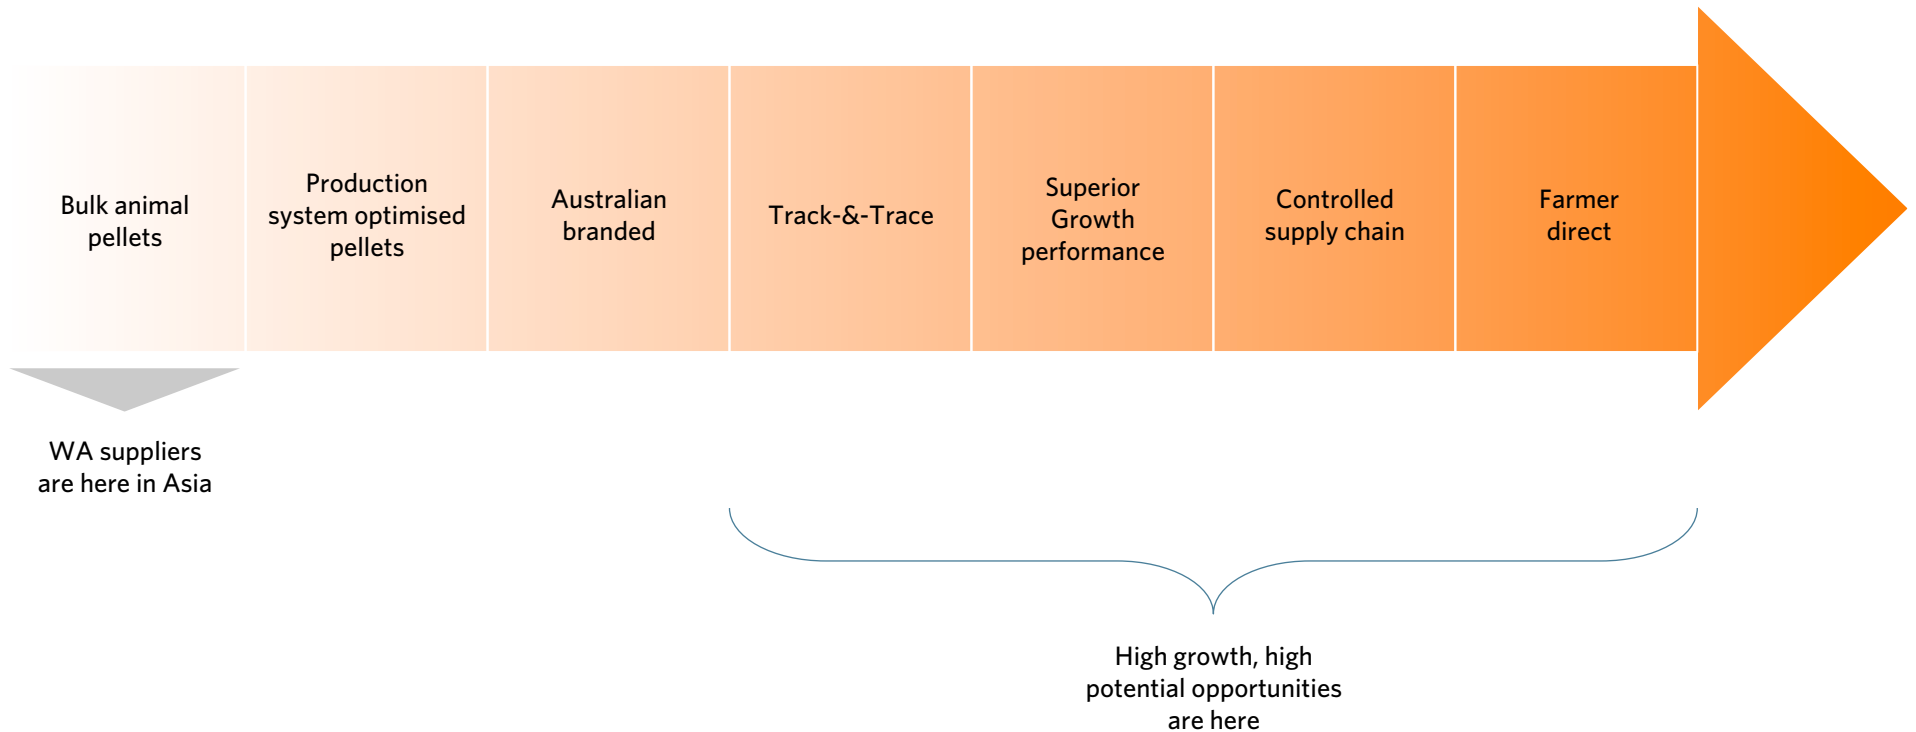 Bulk animal
pellets
Production
system optimised
pellets
Australian
branded
Track-&-Trace
Superior
Growth
performance
Controlled
supply chain
Farmer
direct
WA suppliers
are here in Asia
High growth, high
potential opportunities
are here